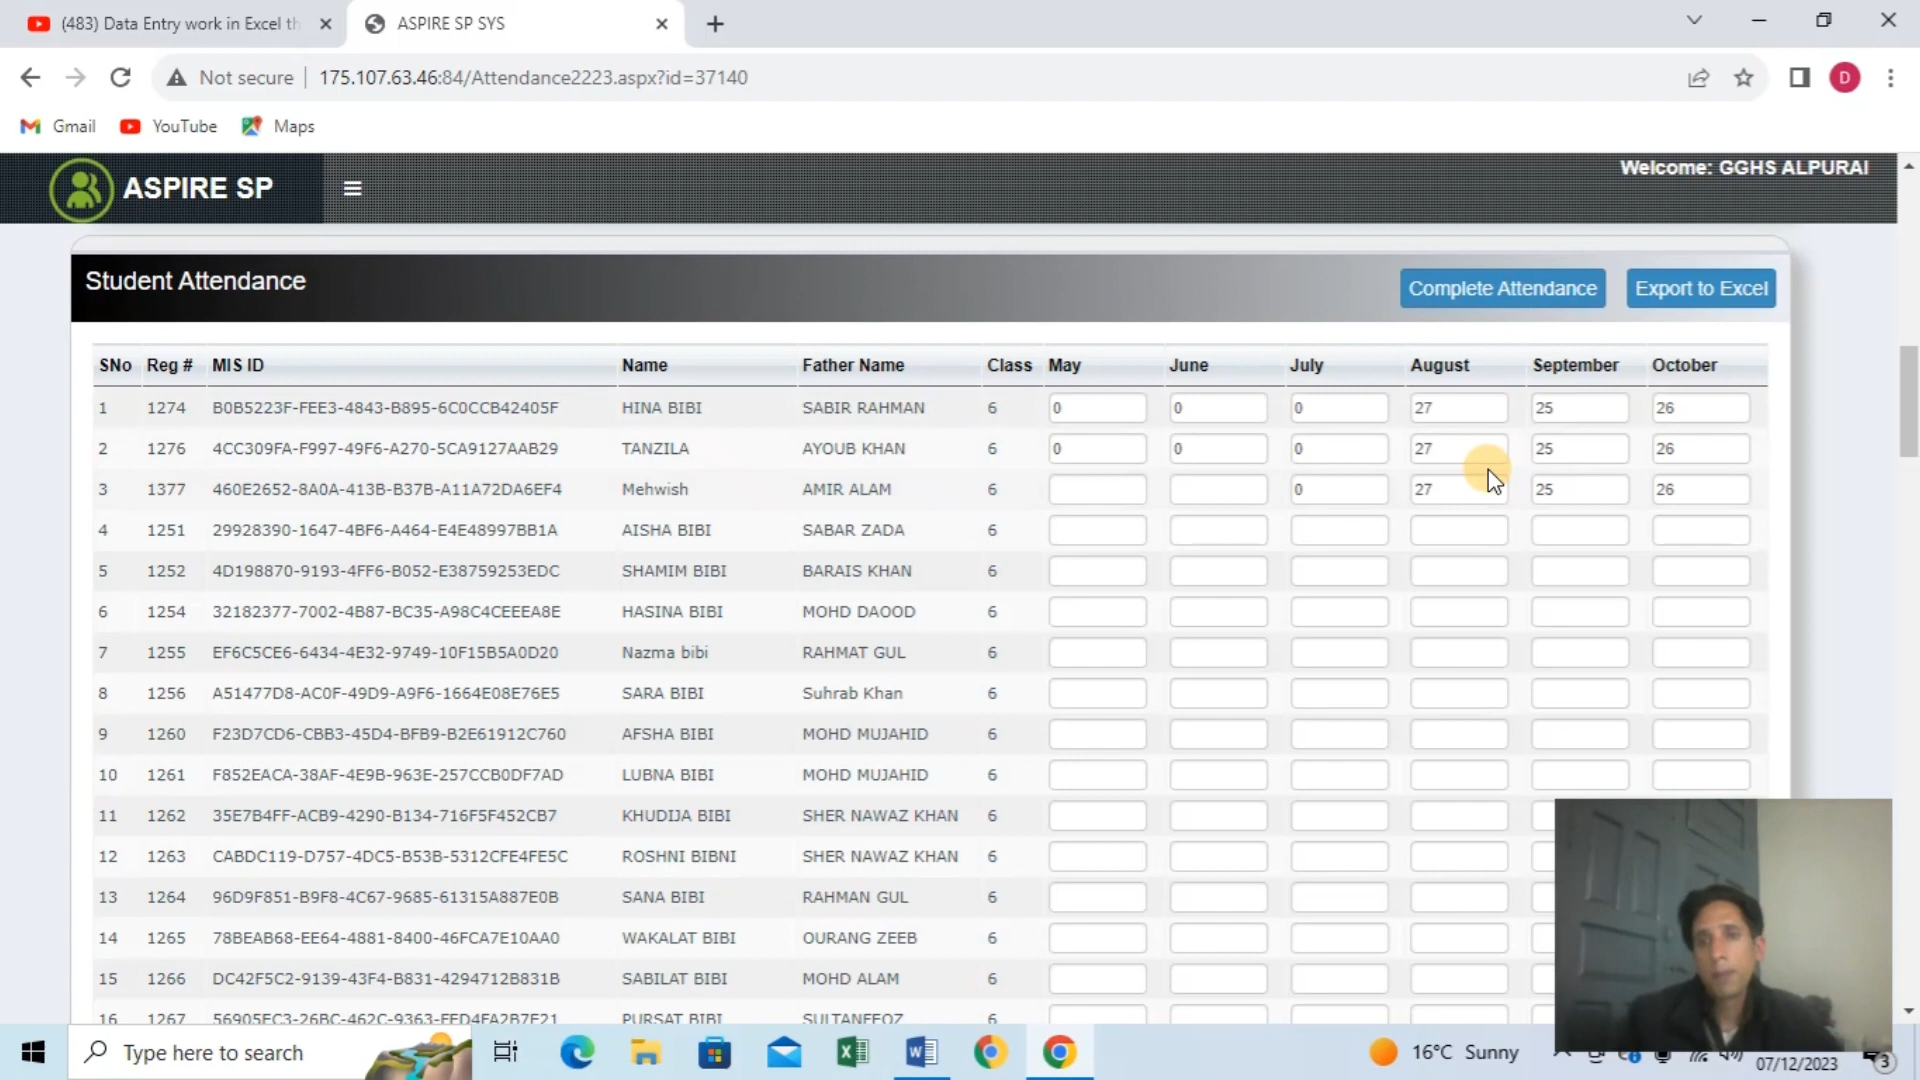 (483) Data Entry work in Excel th
ASPIRE SP SYS
Not secure
175.107.63.46:84/Attendance2223.aspx?id=37140
D
Gmail
YouTube
Maps
ASPIRE SP
Welcome: GGHS ALPURAI
Student Attendance
Complete Attendance
Export to Excel
SNo Reg # MIS ID Name Father Name Class May June July August September October
1 1274 B0B5223F-FEE3-4843-B895-6C0CCB42405F HINA BIBI SABIR RAHMAN 6 0 0 0 27 25 26
2 1276 4CC309FA-F997-49F6-A270-5CA9127AAB29 TANZILA AYOUB KHAN 6 0 0 0 27 25 26
3 1377 460E2652-8A0A-413B-B37B-A11A72DA6EF4 Mehwish AMIR ALAM 6 0 27 25 26
4 1251 29928390-1647-4BF6-A464-E4E48997BB1A AISHA BIBI SABAR ZADA 6
5 1252 4D198870-9193-4FF6-B052-E38759253EDC SHAMIM BIBI BARAIS KHAN 6
6 1254 32182377-7002-4B87-BC35-A98C4CEEEA8E HASINA BIBI MOHD DAOOD 6
7 1255 EF6C5CE6-6434-4E32-9749-10F15B5A0D20 Nazma bibi RAHMAT GUL 6
8 1256 A51477D8-AC0F-49D9-A9F6-1664E08E76E5 SARA BIBI Suhrab Khan 6
9 1260 F23D7CD6-CBB3-45D4-BFB9-B2E61912C760 AFSHA BIBI MOHD MUJAHID 6
10 1261 F852EACA-38AF-4E9B-963E-257CCB0DF7AD LUBNA BIBI MOHD MUJAHID 6
11 1262 35E7B4FF-ACB9-4290-B134-716F5F452CB7 KHUDIJA BIBI SHER NAWAZ KHAN 6
12 1263 CABDC119-D757-4DC5-B53B-5312CFE4FE5C ROSHNI BIBNI SHER NAWAZ KHAN 6
13 1264 96D9F851-B9F8-4C67-9685-61315A887E0B SANA BIBI RAHMAN GUL 6
14 1265 78BEAB68-EE64-4881-8400-46FCA7E10AA0 WAKALAT BIBI OURANG ZEEB 6
15 1266 DC42F5C2-9139-43F4-B831-4294712B831B SABILAT BIBI MOHD ALAM 6
16 1267 56905EC3-26BC-462C-9363-EED4FA2B7E21 PURSAT BIBI SULTANFEOZ 6
Type here to search
16°C Sunny
07/12/2023
3